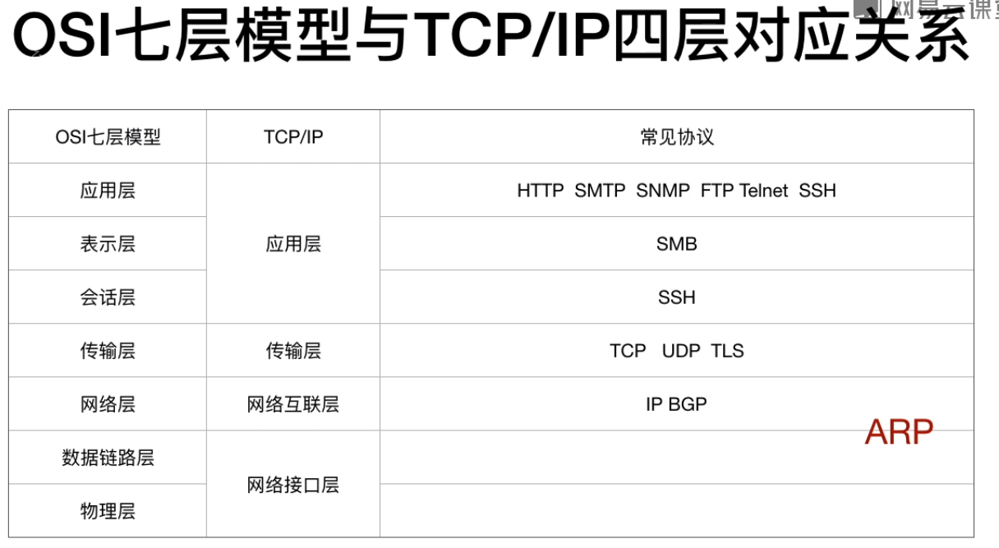 网易云课堂
OSI七层模型与TCP/IP四层对应关系
OSI七层模型 TCP/IP 常见协议
应用层 HTTP SMTP SNMP FTP Telnet SSH
表示层 应用层 SMB
会话层 SSH
传输层 传输层 TCP UDP TLS
网络层 网络互联层 IP BGP
ARP
数据链路层
网络接口层
物理层